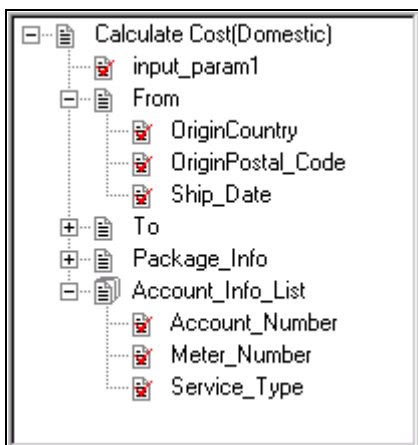 Calculate Cost(Domestic)
input_param1
From
OriginCountry
OriginPostal_Code
Ship_Date
To
Package_Info
Account_Info_List
Account_Number
Meter_Number
Service_Type